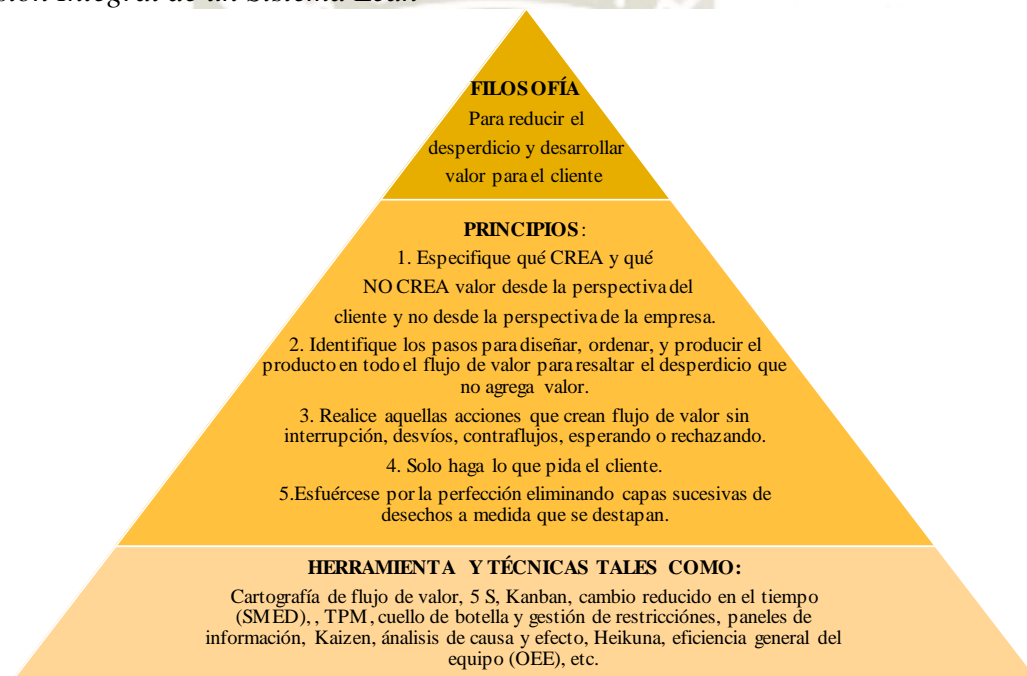 Integral de un Sistema Lean
FILOSOFÍA
Para reducir el
desperdicio y desarrollar
valor para el cliente
PRINCIPIOS:
1. Especifique qué CREA y qué
NO CREA valor desde la perspectiva del
cliente y no desde la perspectiva de la empresa.
2. Identifique los pasos para diseñar, ordenar, y producir el
producto en todo el flujo de valor para resaltar el desperdicio que
no agrega valor.
3. Realice aquellas acciones que crean flujo de valor sin
interrupción, desvíos, contraflujos, esperando o rechazando.
4. Solo haga lo que pida el cliente.
5.Esfuércese por la perfección eliminando capas sucesivas de
desechos a medida que se destapan.
HERRAMIENTA Y TÉCNICAS TALES COMO:
Cartografía de flujo de valor, 5 S, Kanban, cambio reducido en el tiempo
(SMED), , TPM, cuello de botella y gestión de restricciónes, paneles de
información, Kaizen, ánalisis de causa y efecto, Heikuna, eficiencia general del
equipo (OEE), etc.